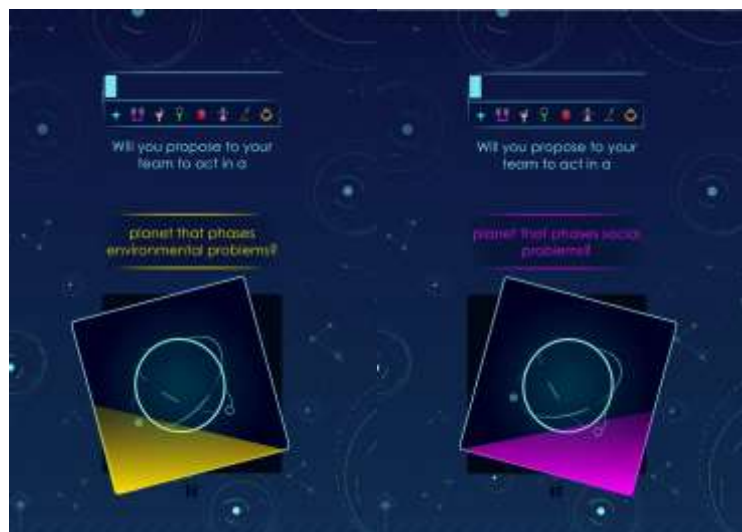 Will you propose to your
team to act in a
planet that phases
environmental problems?
Will you propose to your
team to act in a
planet that phases social
problems?